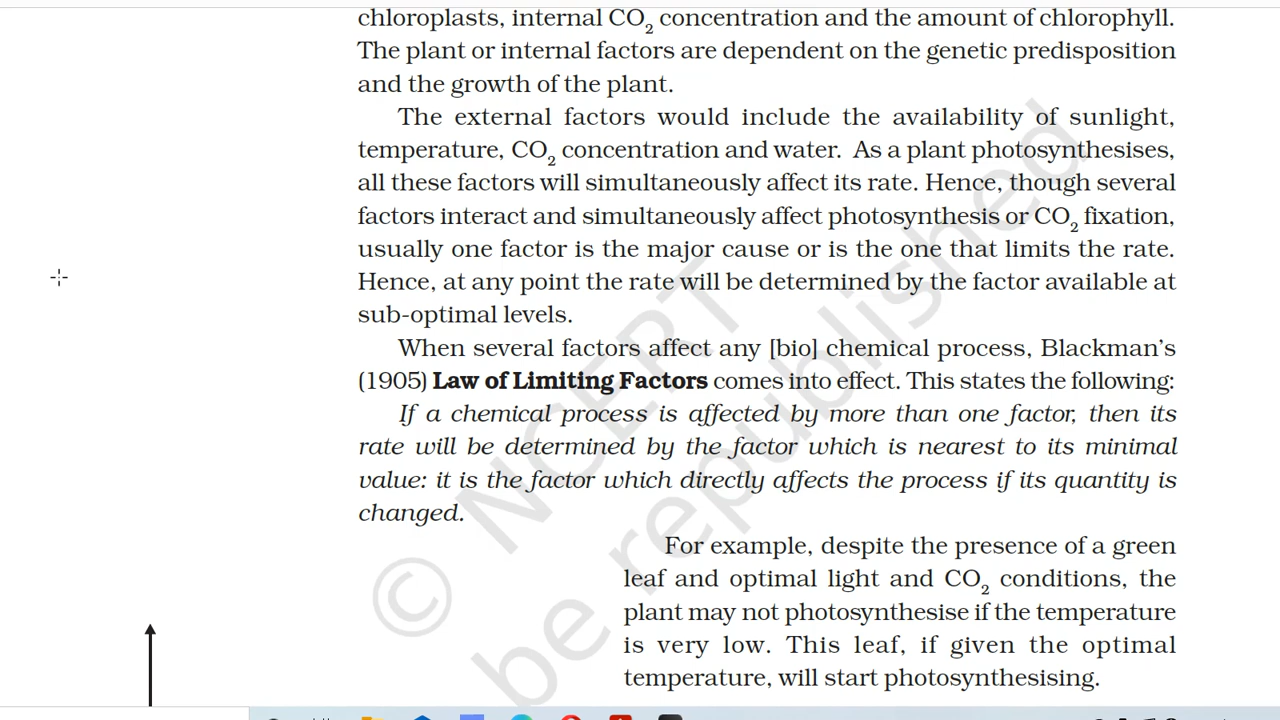 chloroplasts, internal CO₂ concentration and the amount of chlorophyll.
The plant or internal factors are dependent on the genetic predisposition
and the growth of the plant.
The external factors would include the availability of sunlight,
temperature, CO₂ concentration and water. As a plant photosynthesises,
all these factors will simultaneously affect its rate. Hence, though several
factors interact and simultaneously affect photosynthesis or CO₂ fixation,
usually one factor is the major cause or is the one that limits the rate.
Hence, at any point the rate will be determined by the factor available at
sub-optimal levels.
When several factors affect any [bio] chemical process, Blackman's
(1905) Law of Limiting Factors comes into effect. This states the following:
If a chemical process is affected by more than one factor, then its
rate will be determined by the factor which is nearest to its minimal
value: it is the factor which directly affects the process if its quantity is
changed.
For example, despite the presence of a green
leaf and optimal light and CO₂ conditions, the
plant may not photosynthesise if the temperature
is very low. This leaf, if given the optimal
temperature, will start photosynthesising.
© NCERT
be republished